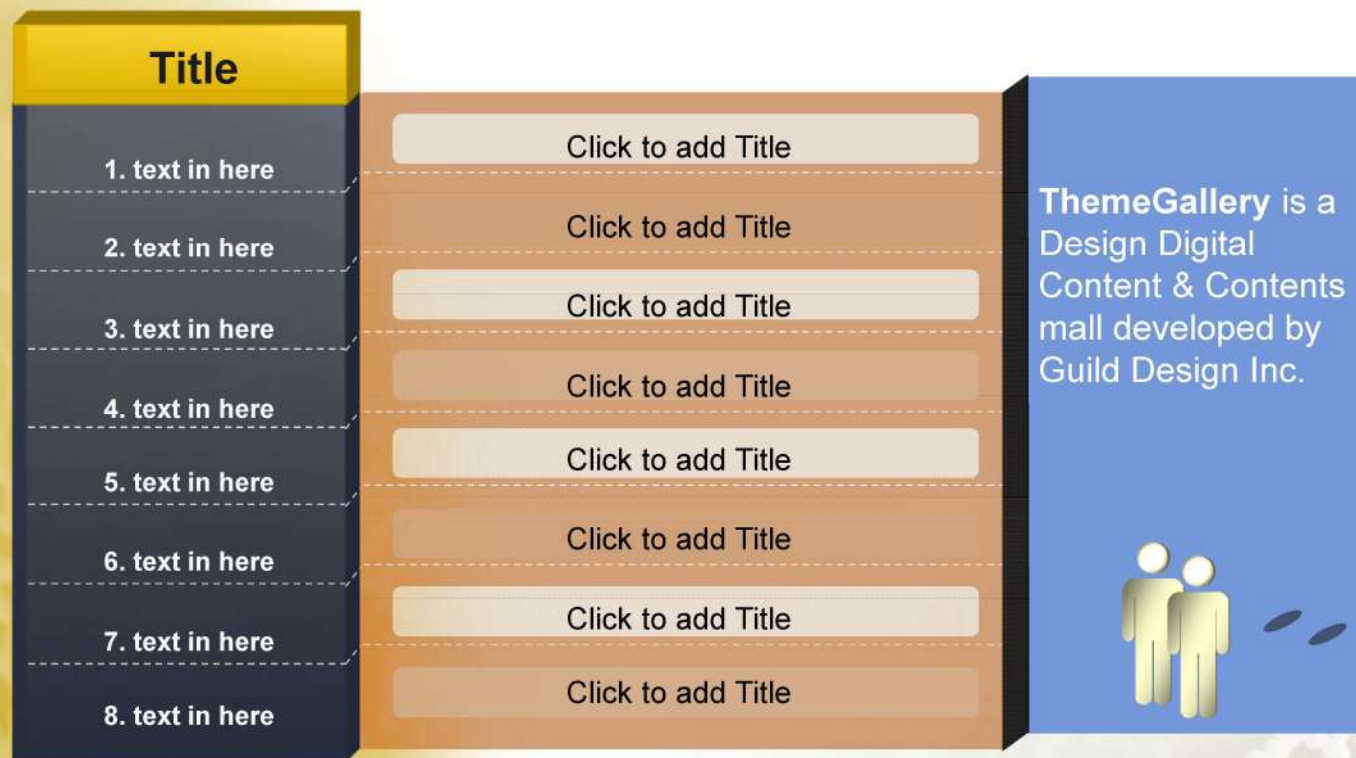 Title
1. text in here
2. text in here
3. text in here
4. text in here
5. text in here
6. text in here
7. text in here
8. text in here
Click to add Title
Click to add Title
Click to add Title
Click to add Title
Click to add Title
Click to add Title
Click to add Title
Click to add Title
ThemeGallery is a
Design Digital
Content & Contents
mall developed by
Guild Design Inc.